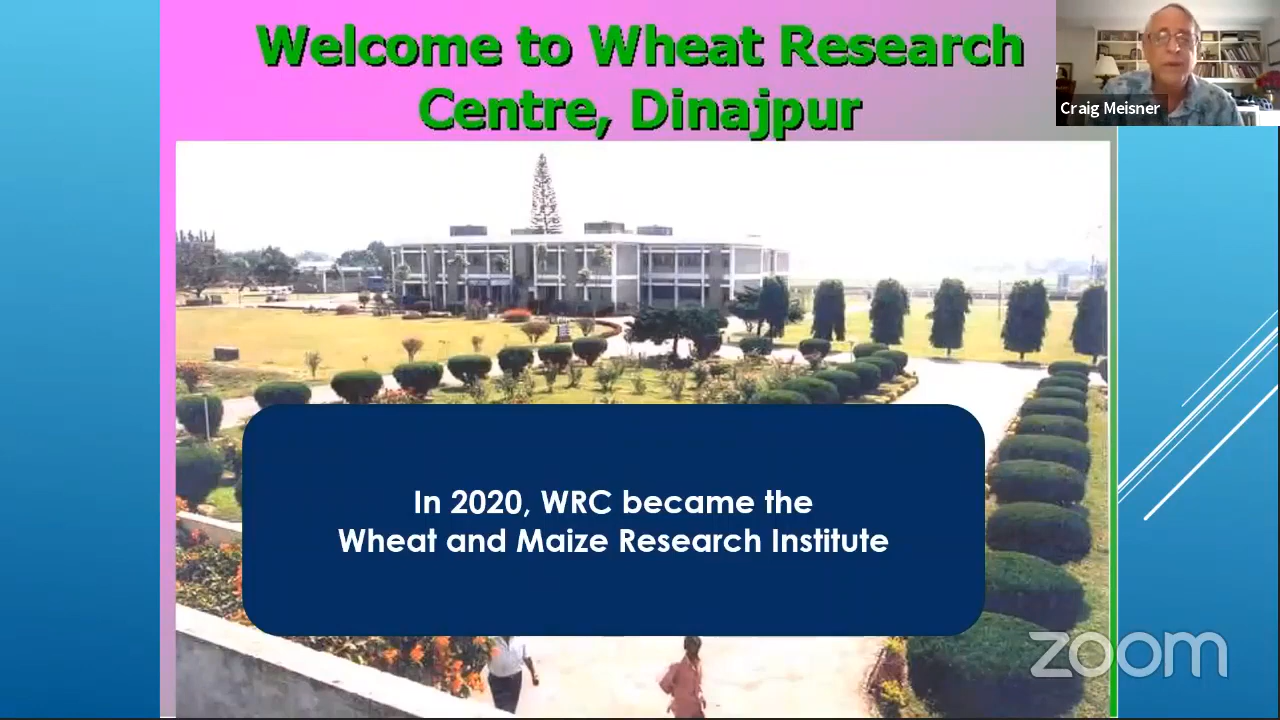 Welcome to Wheat Research
Centre, Dinajpur
Craig Meisner
In 2020, WRC became the
Wheat and Maize Research Institute
zoom